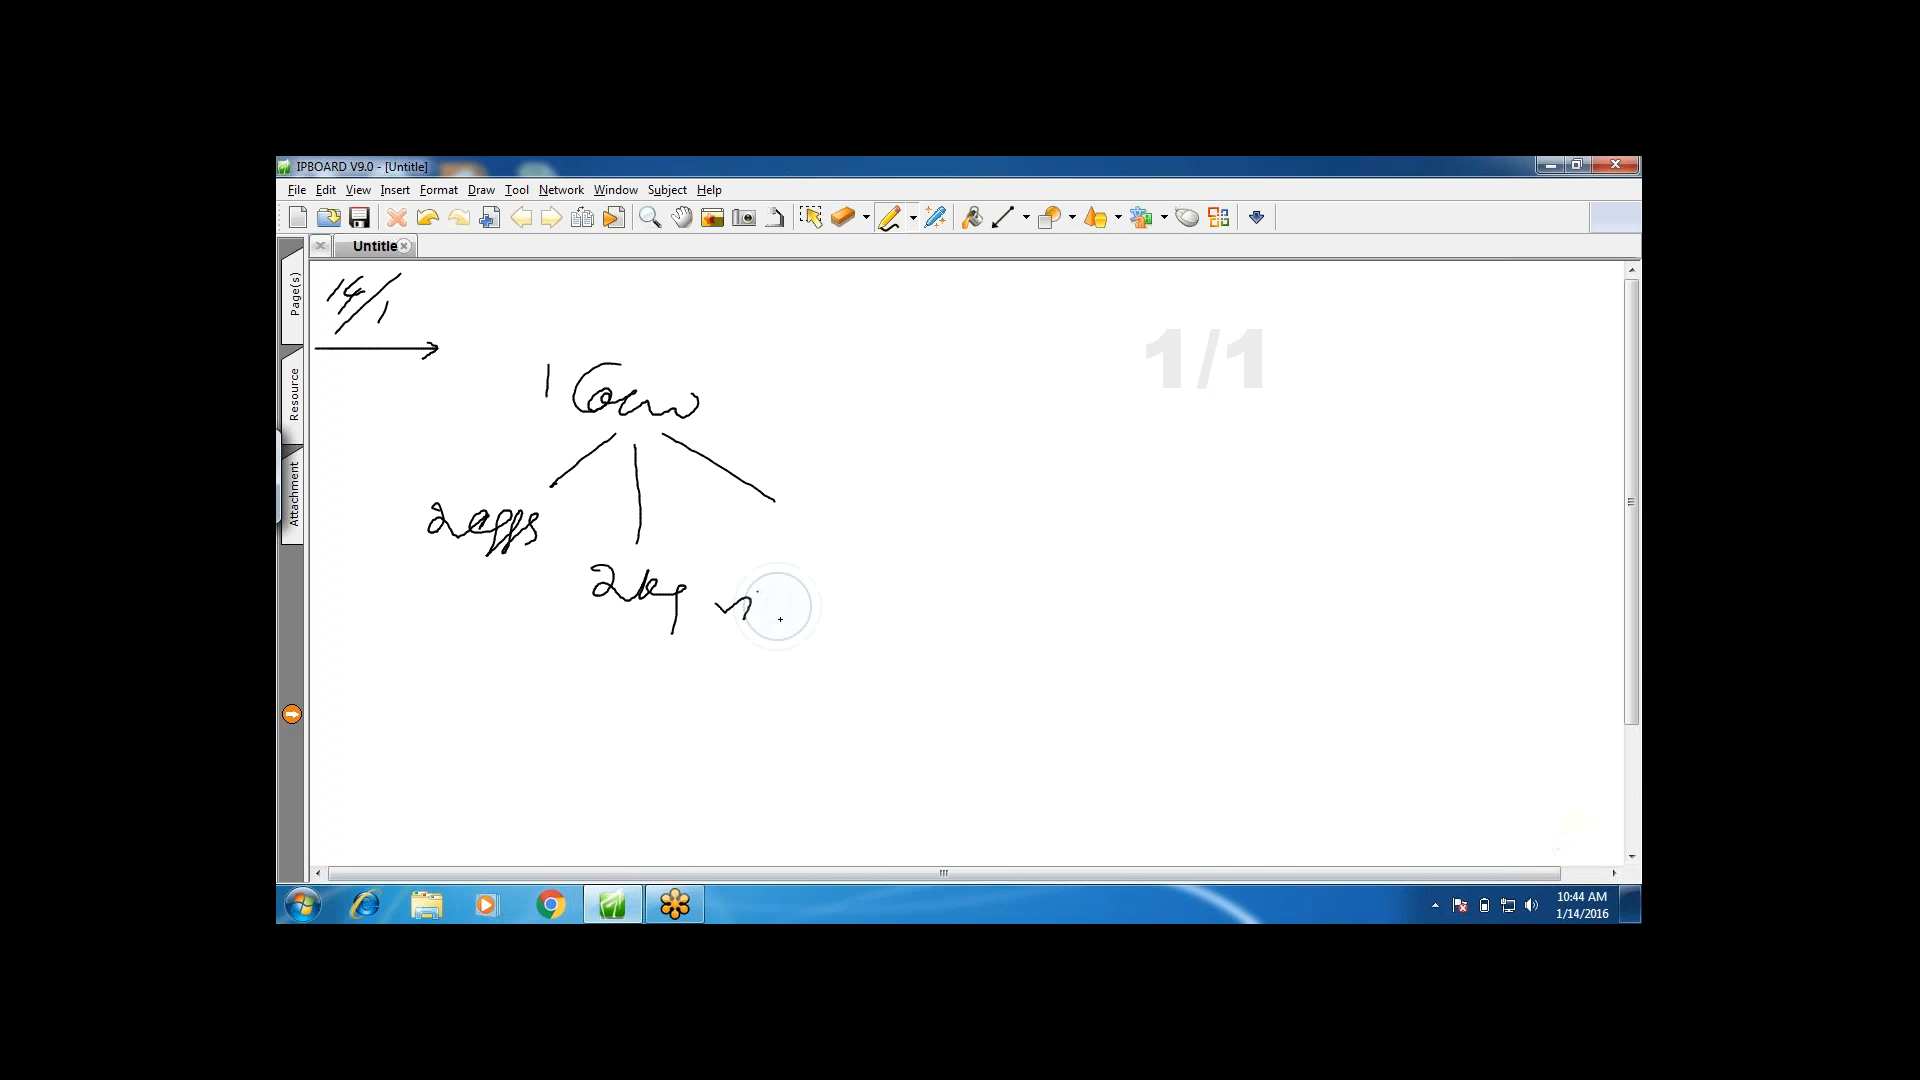 IPBOARD V9.0 - [Untitle]
File Edit View Insert Format Draw Tool Network Window Subject Help
Untitle
Page(s)
Resource
Attachment
14/1
1/1
1 Cow
2 eggs
2 kg
10:44 AM
1/14/2016